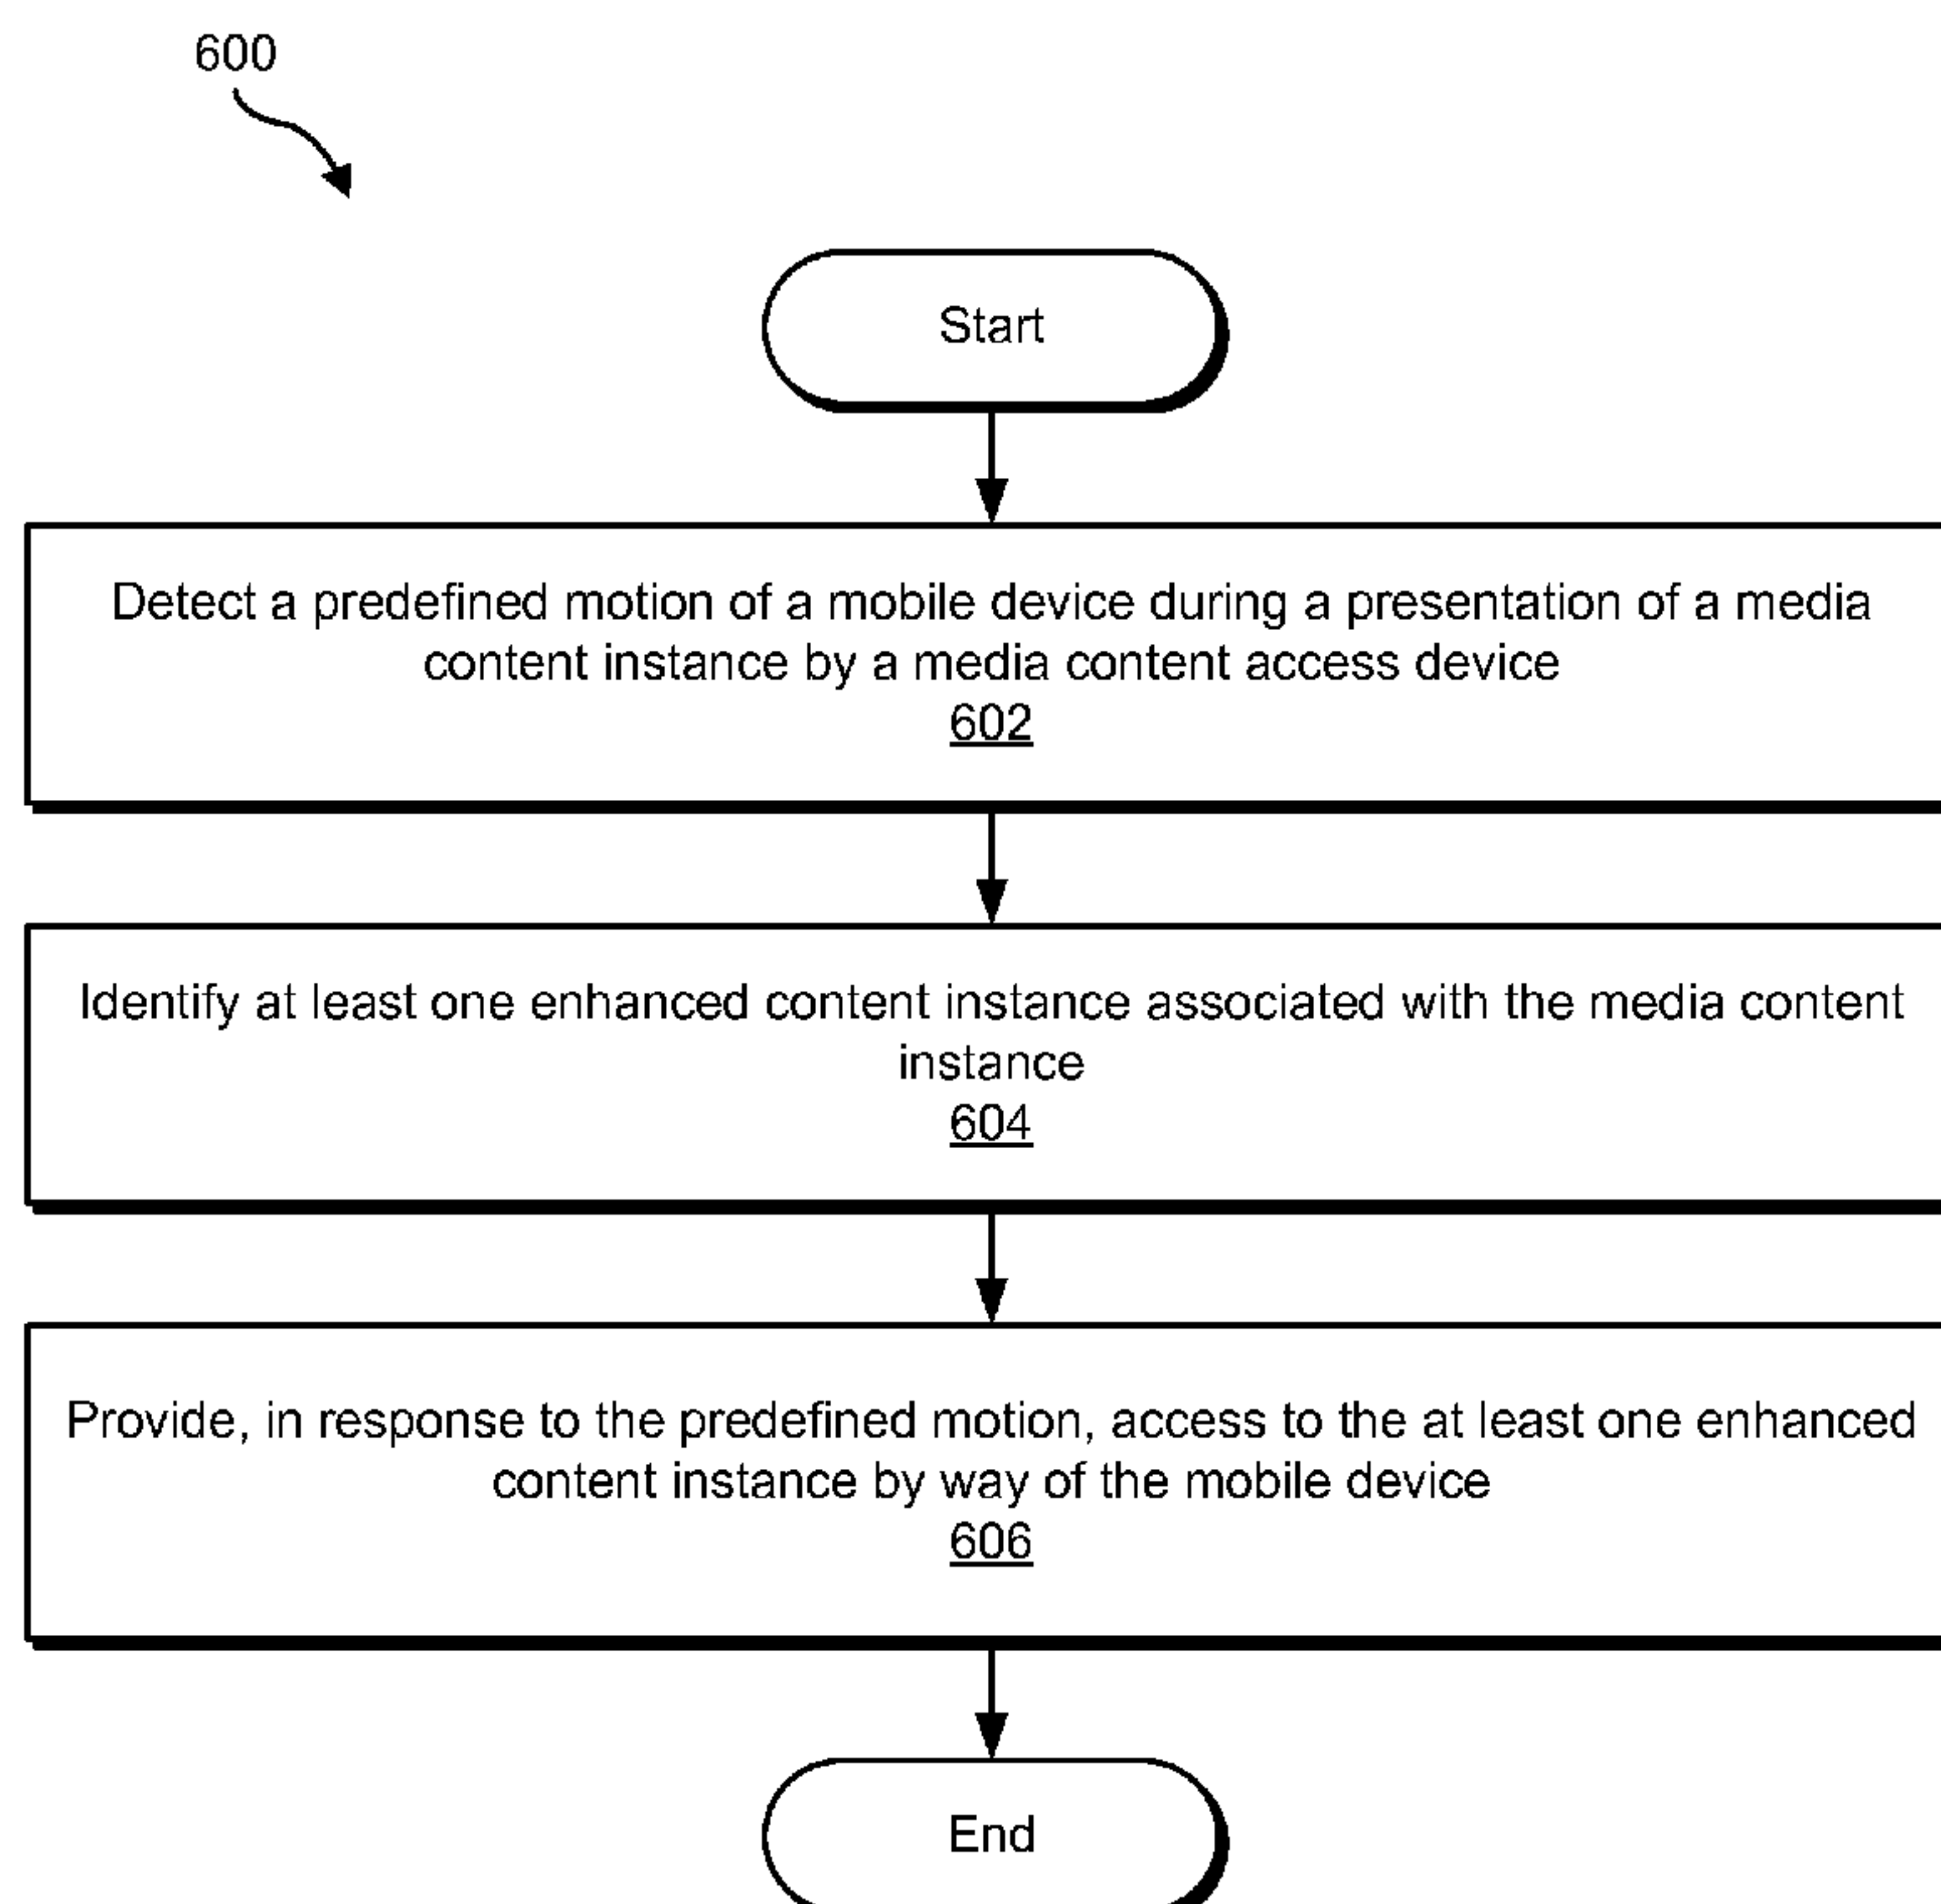 600
Start
Detect a predefined motion of a mobile device during a presentation of a media
content instance by a media content access device
602
Identify at least one enhanced content instance associated with the media content
instance
604
Provide, in response to the predefined motion, access to the at least one enhanced
content instance by way of the mobile device
606
End